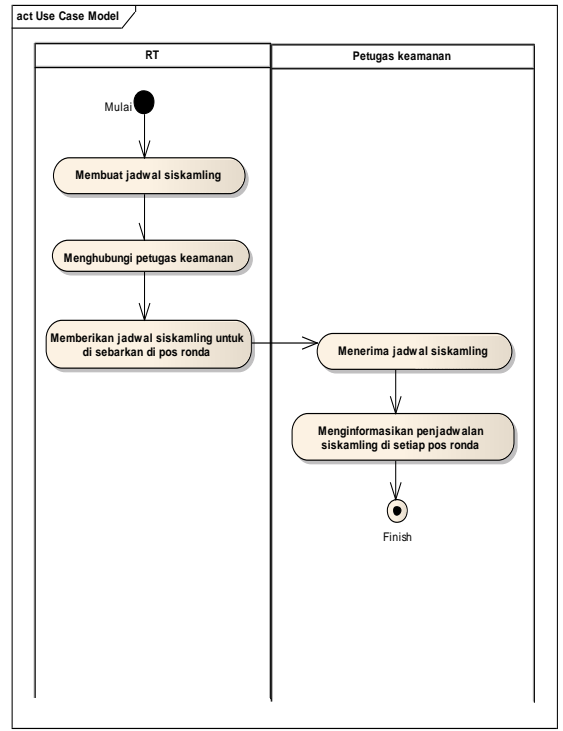 act Use Case Model
RT
Petugas keamanan
Mulai
Membuat jadwal siskamling
Menghubungi petugas keamanan
Memberikan jadwal siskamling untuk
di sebarkan di pos ronda
Menerima jadwal siskamling
Menginformasikan penjadwalan
siskamling di setiap pos ronda
Finish